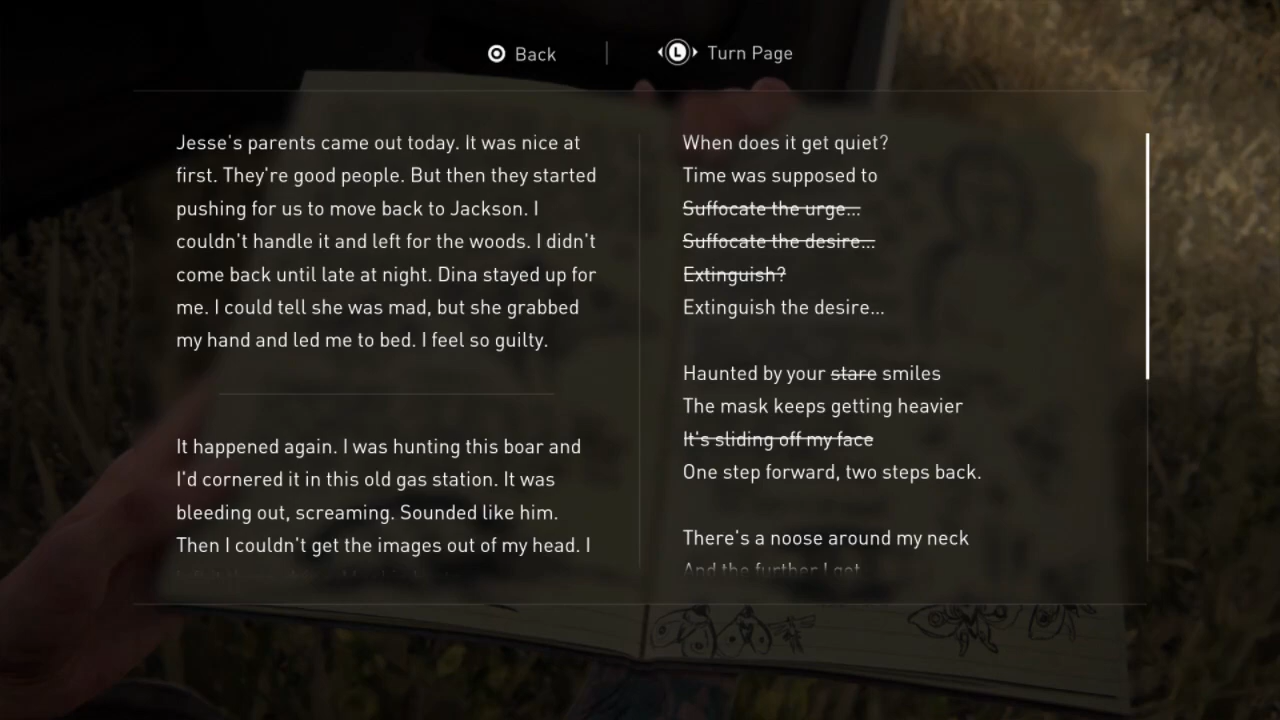 Back
L
Turn Page
Jesse's parents came out today. It was nice at
first. They're good people. But then they started
pushing for us to move back to Jackson. I
couldn't handle it and left for the woods. I didn't
come back until late at night. Dina stayed up for
me. I could tell she was mad, but she grabbed
my hand and led me to bed. I feel so guilty.
It happened again. I was hunting this boar and
I'd cornered it in this old gas station. It was
bleeding out, screaming. Sounded like him.
Then I couldn't get the images out of my head. I
When does it get quiet?
Time was supposed to
Suffocate the urge...
Suffocate the desire...
Extinguish?
Extinguish the desire...
Haunted by your stare smiles
The mask keeps getting heavier
It's sliding off my face
One step forward, two steps back.
There's a noose around my neck
And the further I get